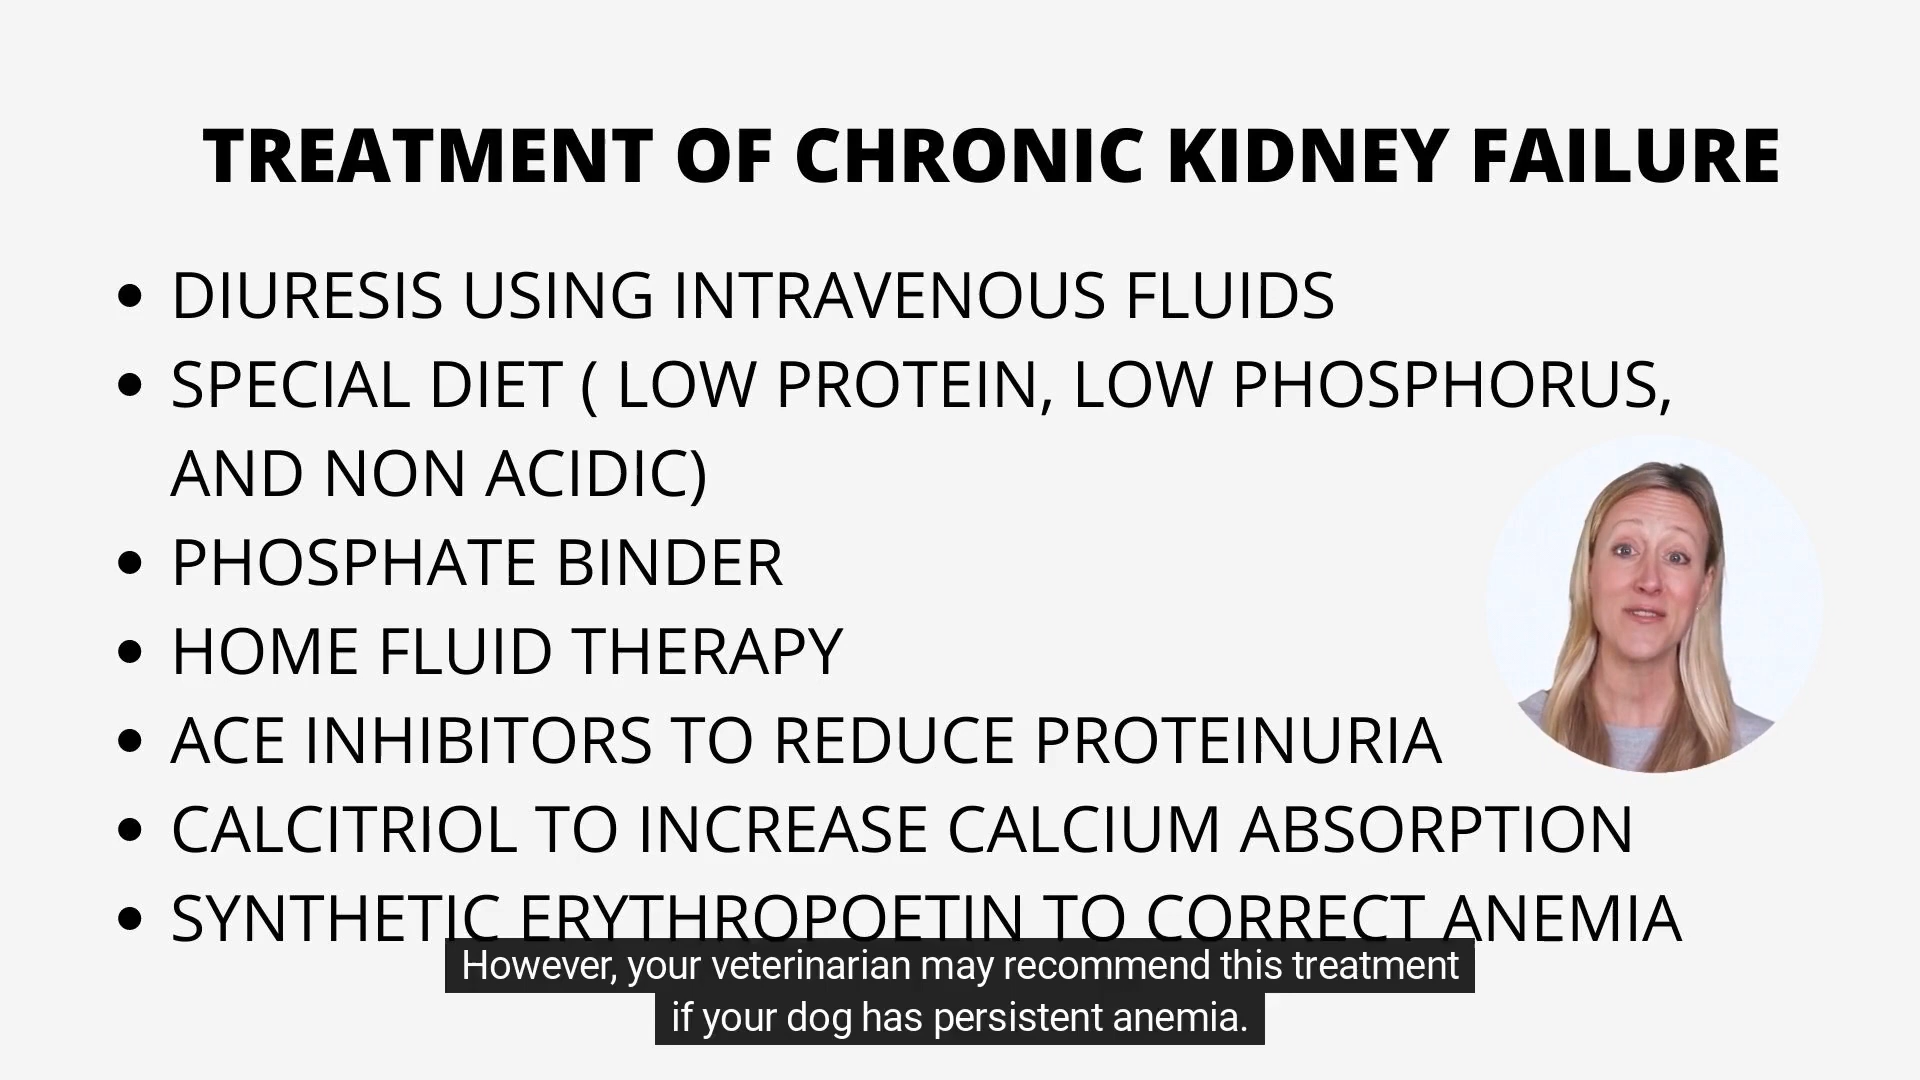 TREATMENT OF CHRONIC KIDNEY FAILURE
• DIURESIS USING INTRAVENOUS FLUIDS
• SPECIAL DIET ( LOW PROTEIN, LOW PHOSPHORUS,
AND NON ACIDIC)
• PHOSPHATE BINDER
• HOME FLUID THERAPY
• ACE INHIBITORS TO REDUCE PROTEINURIA
• CALCITRIOL TO INCREASE CALCIUM ABSORPTION
• SYNTHETIC ERYTHROPOETIN TO CORRECT ANEMIA
However, your veterinarian may recommend this treatment
if your dog has persistent anemia.